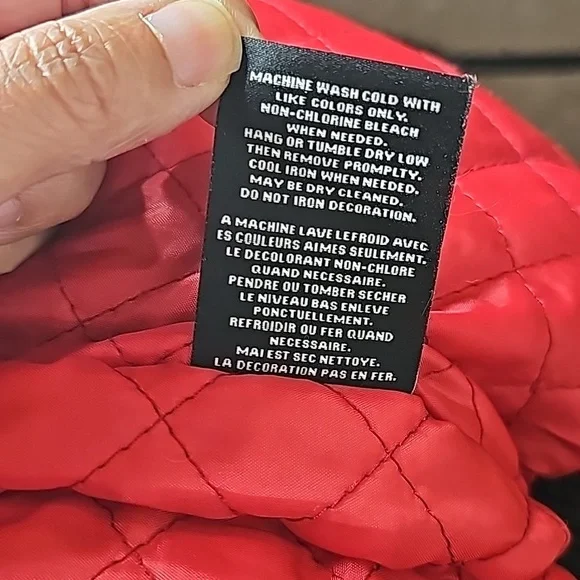 MACHINE WASH COLD WITH
LIKE COLORS ONLY.
NON-CHLORINE BLEACH
WHEN NEEDED.
HANG OR TUMBLE DRY LOW
THEN REMOVE PROMPLTY.
COOL IRON WHEN NEEDED.
MAY BE DRY CLEANED.
DO NOT IRON DECORATION.
A MACHINE LAVE LEFROID AVEC
ES COULEURS AIMES SEULEMENT.
LE DECOLORANT NON-CHLORE
QUAND NECESSAIRE.
PENDRE OU TOMBER SECHER
LE NIVEAU BAS ENLEVE
PONCTUELLEMENT.
REFROIDIR OU FER QUAND
NECESSAIRE.
MAI EST SEC NETTOYE.
LA DECORATION PAS EN FER.